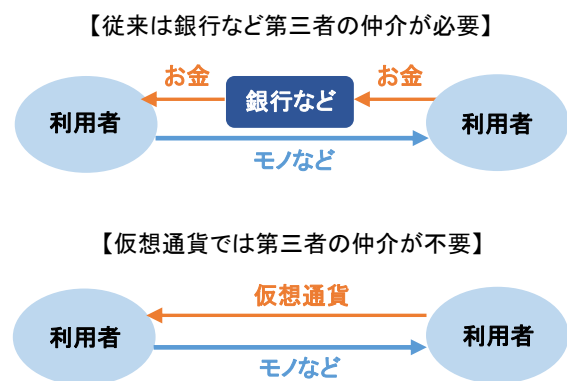 【従来は銀行など第三者の仲介が必要】
お金
お金
利用者
銀行など
利用者
モノなど
【仮想通貨では第三者の仲介が不要】
仮想通貨
利用者
利用者
モノなど